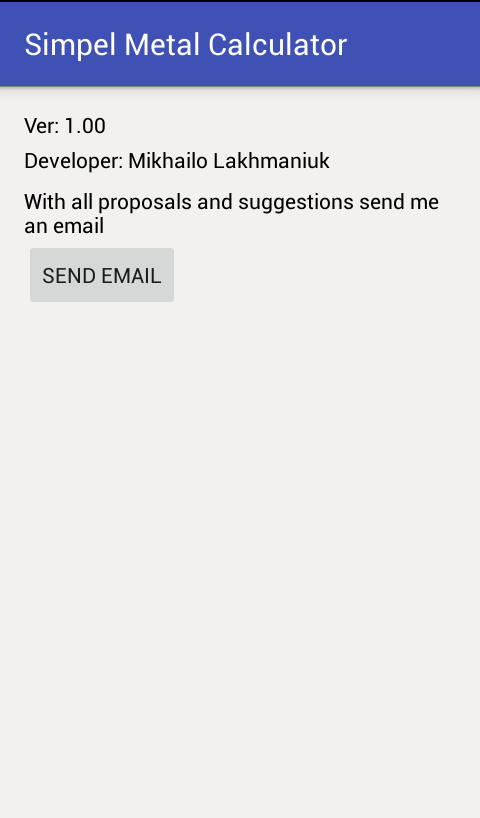 Simpel Metal Calculator
Ver: 1.00
Developer: Mikhailo Lakhmaniuk
With all proposals and suggestions send me
an email
SEND EMAIL